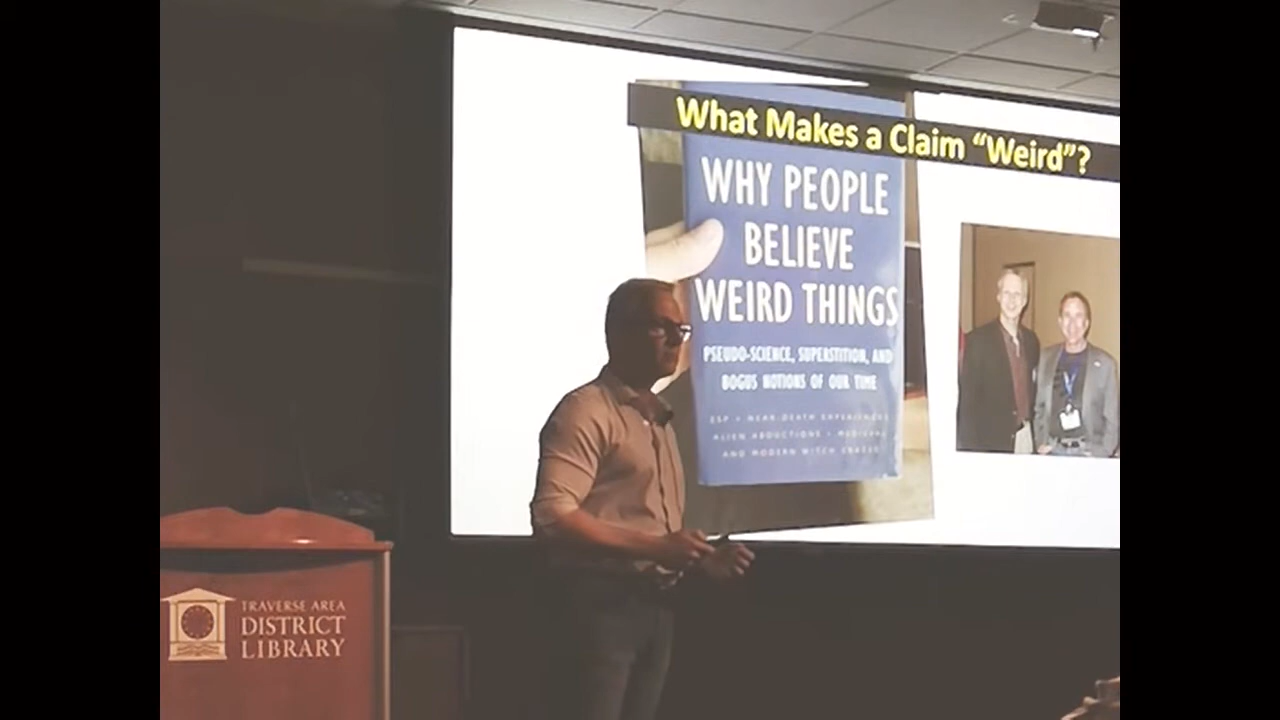 What Makes a Claim “Weird”?
WHY PEOPLE
BELIEVE
WEIRD THINGS
PSEUDO-SCIENCE, SUPERSTITION, AND
BOGUS NOTIONS OF OUR TIME
ESP • NEAR-DEATH EXPERIENCES
ALIEN ABDUCTIONS • MEDIEVAL
AND MODERN WITCH CRAZES
TRAVERSE AREA
DISTRICT
LIBRARY